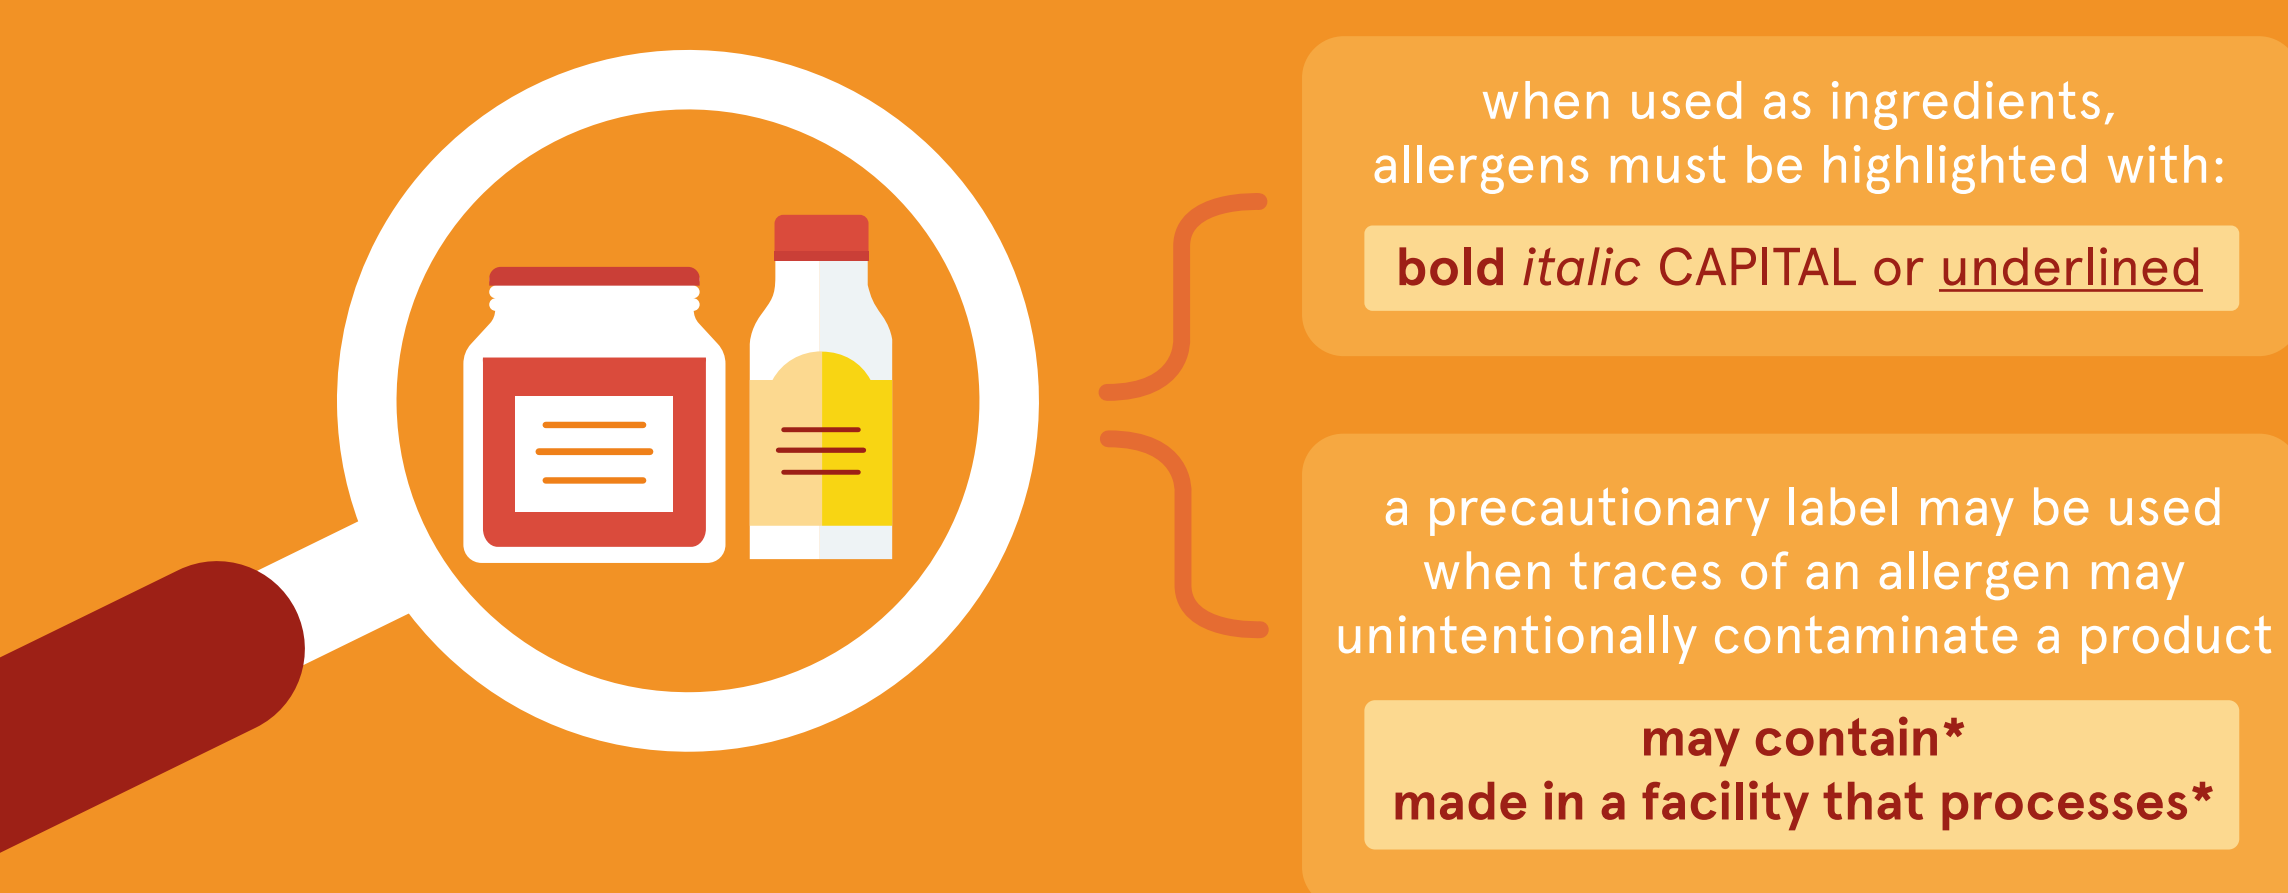 when used as ingredients,
allergens must be highlighted with:
bold italic CAPITAL or underlined
a precautionary label may be used
when traces of an allergen may
unintentionally contaminate a product
may contain*
made in a facility that processes*